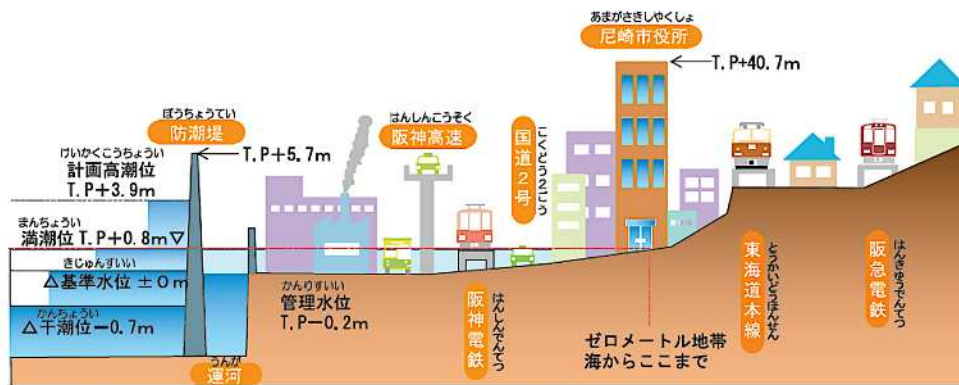 あまがさきしやくしょ
尼崎市役所
T.P+40.7m
ぼうちょうてい
防潮堤
T.P+5.7m
はんしんこうそく
阪神高速
こくどう2ごう
国道2号
けいかくこうちょうい
計画高潮位
T.P+3.9m
まんちょうい
満潮位 T.P+0.8m▽
きじゅんすいい
△基準水位 ±0m
かんちょうい
△干潮位−0.7m
うんが
運河
かんりすいい
管理水位
T.P−0.2m
はんしんでんてつ
阪神電鉄
ゼロメートル地帯
海からここまで
とうかいどうほんせん
東海道本線
はんきゅうでんてつ
阪急電鉄